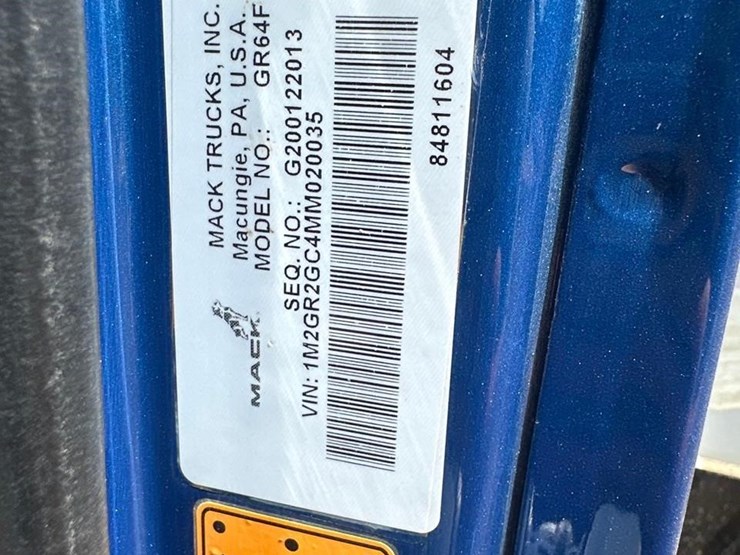 MACK TRUCKS, INC.
Macungie, PA, U.S.A.
MODEL NO.: GR64F
MACK
SEQ. NO.: G200122013
VIN: 1M2GR2GC4MM020035
84811604